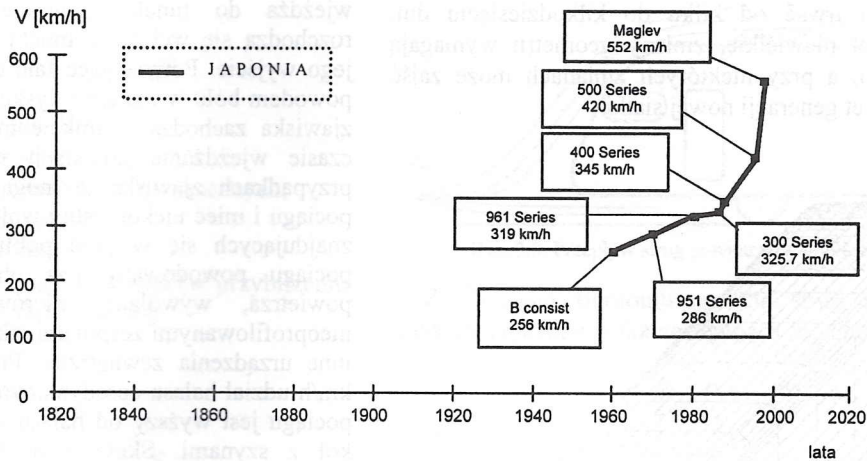 V [km/h]
JAPONIA
600
500
400
300
200
100
0
Maglev
552 km/h
500 Series
420 km/h
400 Series
345 km/h
961 Series
319 km/h
300 Series
325.7 km/h
B consist
256 km/h
951 Series
286 km/h
1820 1840 1860 1880 1900 1920 1940 1960 1980 2000 2020
lata